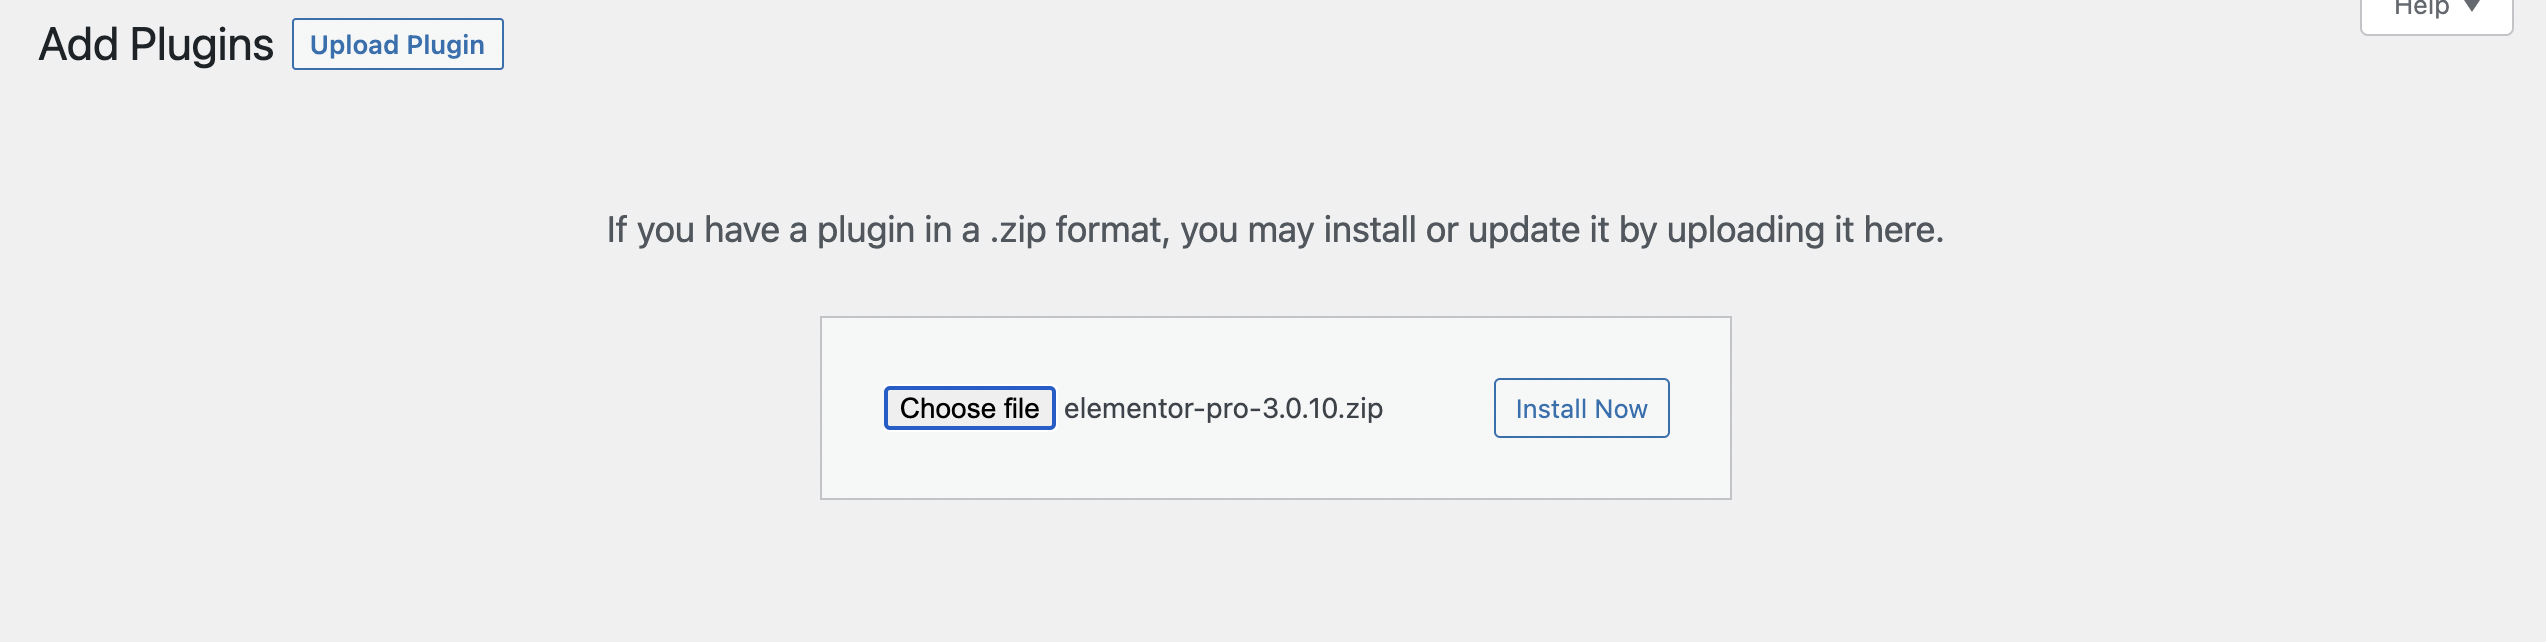 Add Plugins
Upload Plugin
Help
If you have a plugin in a .zip format, you may install or update it by uploading it here.
Choose file
elementor-pro-3.0.10.zip
Install Now